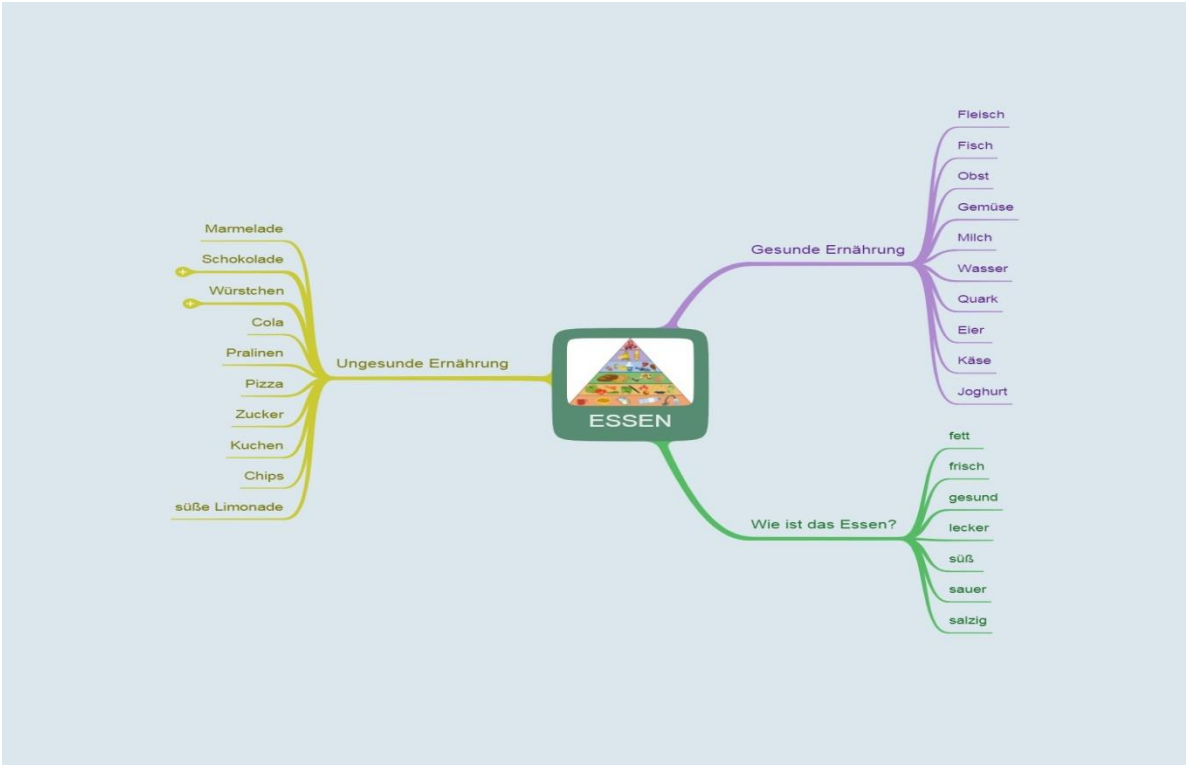 ESSEN
Gesunde Ernährung
Fleisch
Fisch
Obst
Gemüse
Milch
Wasser
Quark
Eier
Käse
Joghurt
Wie ist das Essen?
fett
frisch
gesund
lecker
süß
sauer
salzig
Ungesunde Ernährung
Marmelade
Schokolade
Würstchen
Cola
Pralinen
Pizza
Zucker
Kuchen
Chips
süße Limonade